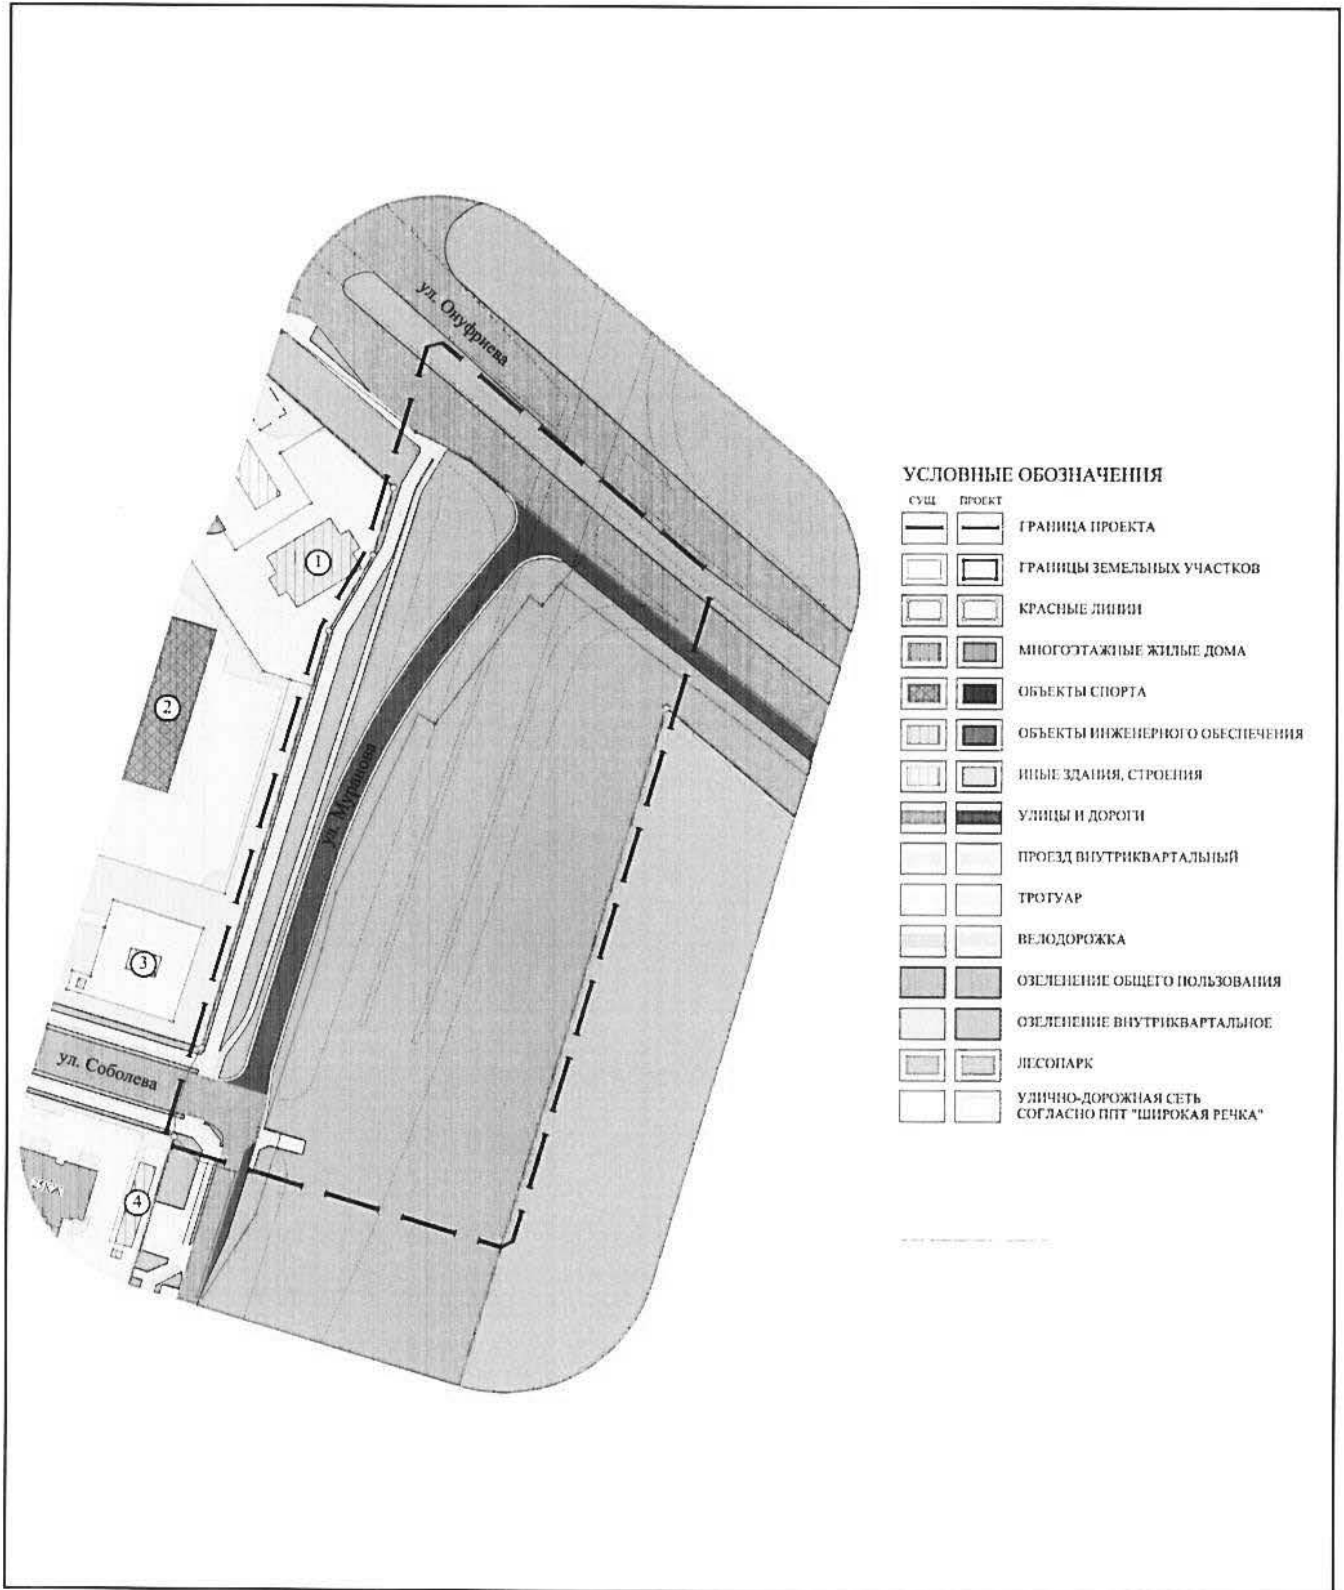 ул. Онуфриева
1
2
ул. Муранова
3
ул. Соболева
4
УСЛОВНЫЕ ОБОЗНАЧЕНИЯ
СУЩ. ПРОЕКТ
ГРАНИЦА ПРОЕКТА
ГРАНИЦЫ ЗЕМЕЛЬНЫХ УЧАСТКОВ
КРАСНЫЕ ЛИНИИ
МНОГОЭТАЖНЫЕ ЖИЛЫЕ ДОМА
ОБЪЕКТЫ СПОРТА
ОБЪЕКТЫ ИНЖЕНЕРНОГО ОБЕСПЕЧЕНИЯ
ИНЫЕ ЗДАНИЯ, СТРОЕНИЯ
УЛИЦЫ И ДОРОГИ
ПРОЕЗД ВНУТРИКВАРТАЛЬНЫЙ
ТРОТУАР
ВЕЛОДОРОЖКА
ОЗЕЛЕНЕНИЕ ОБЩЕГО ПОЛЬЗОВАНИЯ
ОЗЕЛЕНЕНИЕ ВНУТРИКВАРТАЛЬНОЕ
ЛЕСОПАРК
УЛИЧНО-ДОРОЖНАЯ СЕТЬ
СОГЛАСНО ППТ "ШИРОКАЯ РЕЧКА"